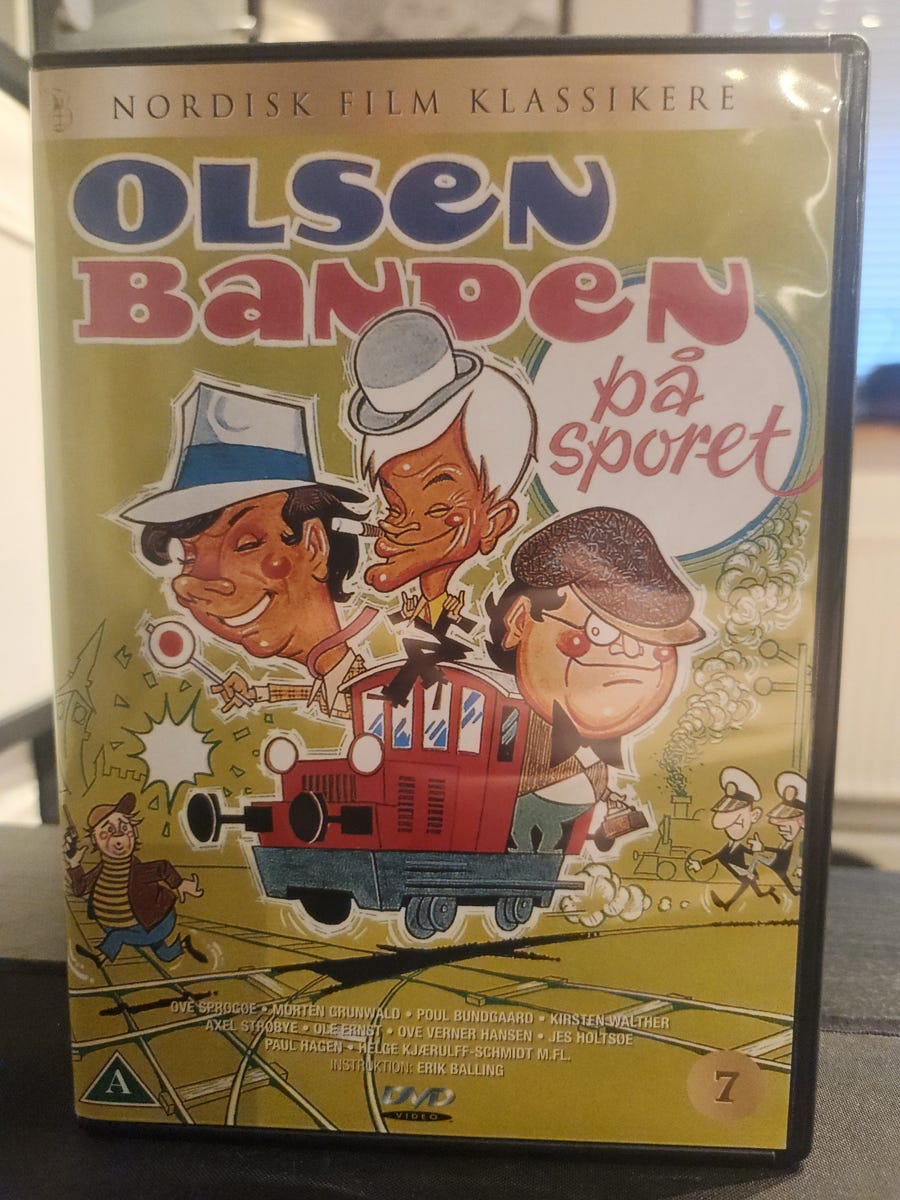 NORDISK FILM KLASSIKERE
OLSEN
BANDEN
på
sporet
OVE SPROGØE • MORTEN GRUNWALD • POUL BUNDGAARD • KIRSTEN WALTHER
AXEL STRØBYE • OLE ERNST • OVE VERNER HANSEN • JES HOLTSØE
PAUL HAGEN • HELGE KJÆRULFF-SCHMIDT M.FL.
INSTRUKTION: ERIK BALLING
A
DVD
VIDEO
7